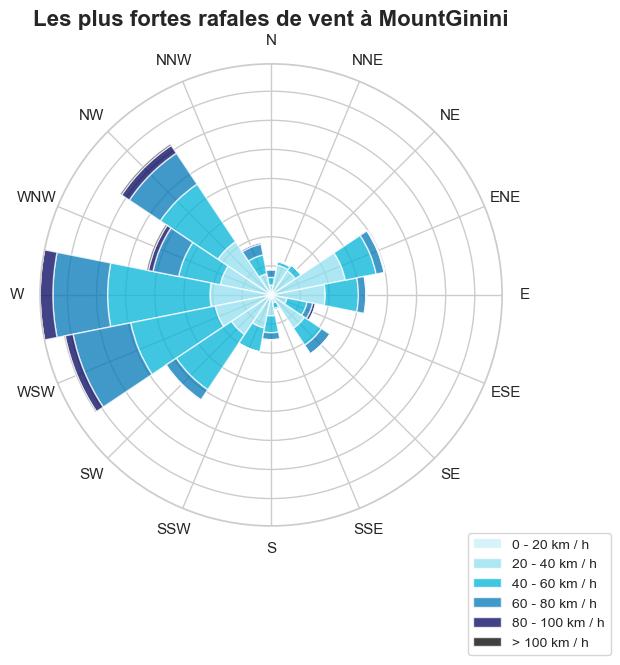 Les plus fortes rafales de vent à MountGinini
N
NNW
NNE
NW
NE
WNW
ENE
W
E
WSW
ESE
SW
SE
SSW
SSE
S
0 - 20 km / h
20 - 40 km / h
40 - 60 km / h
60 - 80 km / h
80 - 100 km / h
> 100 km / h